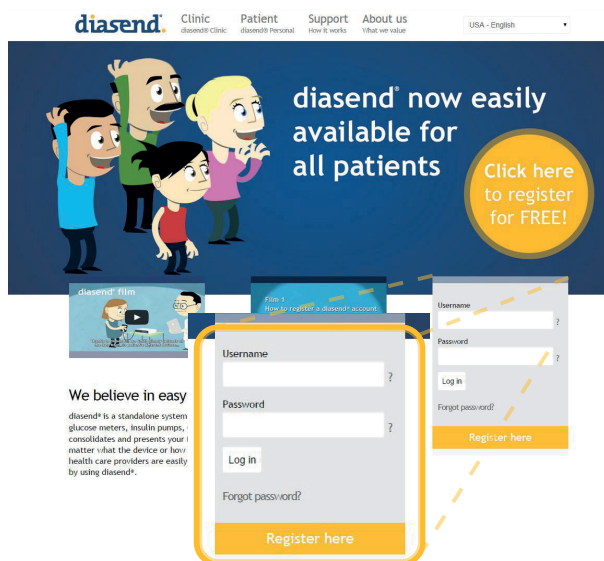 diasend®
Clinic
diasend® Clinic
Patient
diasend® Personal
Support
How it works
About us
What we value
USA - English
diasend® now easily
available for
all patients
Click here
to register
for FREE!
diasend® film
Film 1
How to register a diasend® account
Username
?
Password
?
Log in
Forgot password?
Register here
Username
?
Password
?
Log in
Forgot password?
Register here
We believe in easy
diasend® is a standalone system
glucose meters, insulin pumps,
consolidates and presents your
matter what the device or how
health care providers are easily
by using diasend®.